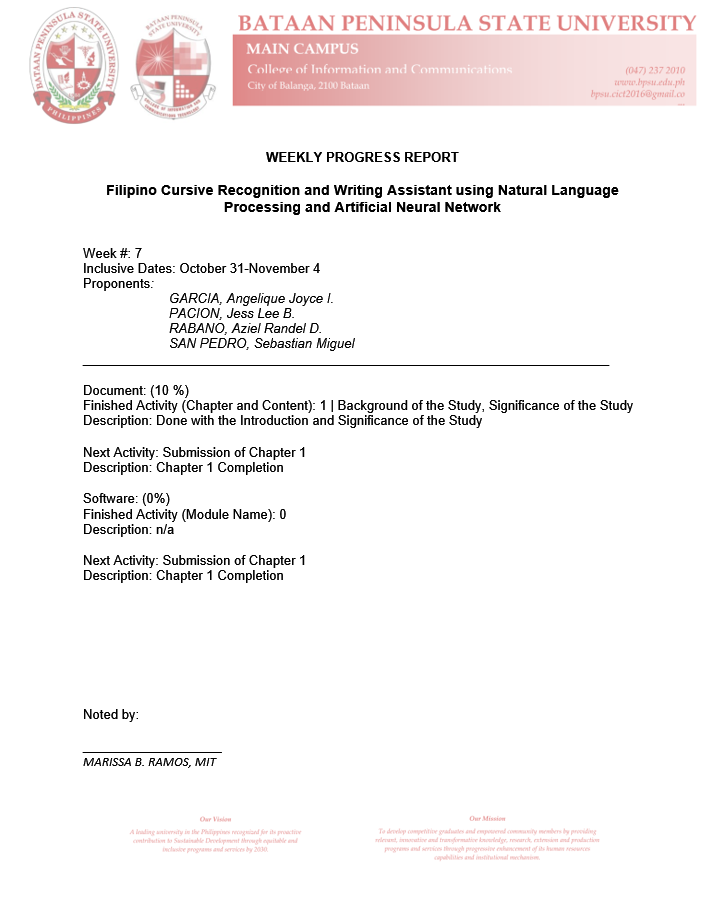 BATAAN PENINSULA STATE UNIVERSITY
MAIN CAMPUS
College of Information and Communications
City of Balanga, 2100 Bataan
(047) 237 2010
www.bpsu.edu.ph
bpsu.cict2016@gmail.co
BATAAN PENINSULA STATE UNIVERSITY
PHILIPPINES
WEEKLY PROGRESS REPORT
Filipino Cursive Recognition and Writing Assistant using Natural Language
Processing and Artificial Neural Network
Week #: 7
Inclusive Dates: October 31-November 4
Proponents:
GARCIA, Angelique Joyce I.
PACION, Jess Lee B.
RABANO, Aziel Randel D.
SAN PEDRO, Sebastian Miguel
Document: (10 %)
Finished Activity (Chapter and Content): 1 | Background of the Study, Significance of the Study
Description: Done with the Introduction and Significance of the Study
Next Activity: Submission of Chapter 1
Description: Chapter 1 Completion
Software: (0%)
Finished Activity (Module Name): 0
Description: n/a
Next Activity: Submission of Chapter 1
Description: Chapter 1 Completion
Noted by:
MARISSA B. RAMOS, MIT
Our Vision
A leading university in the Philippines recognized for its proactive
contribution to Sustainable Development through equitable and
inclusive programs and services by 2030.
Our Mission
To develop competitive graduates and empowered community members by providing
relevant, innovative and transformative knowledge, research, extension and production
programs and services through progressive enhancement of its human resources
capabilities and institutional mechanism.